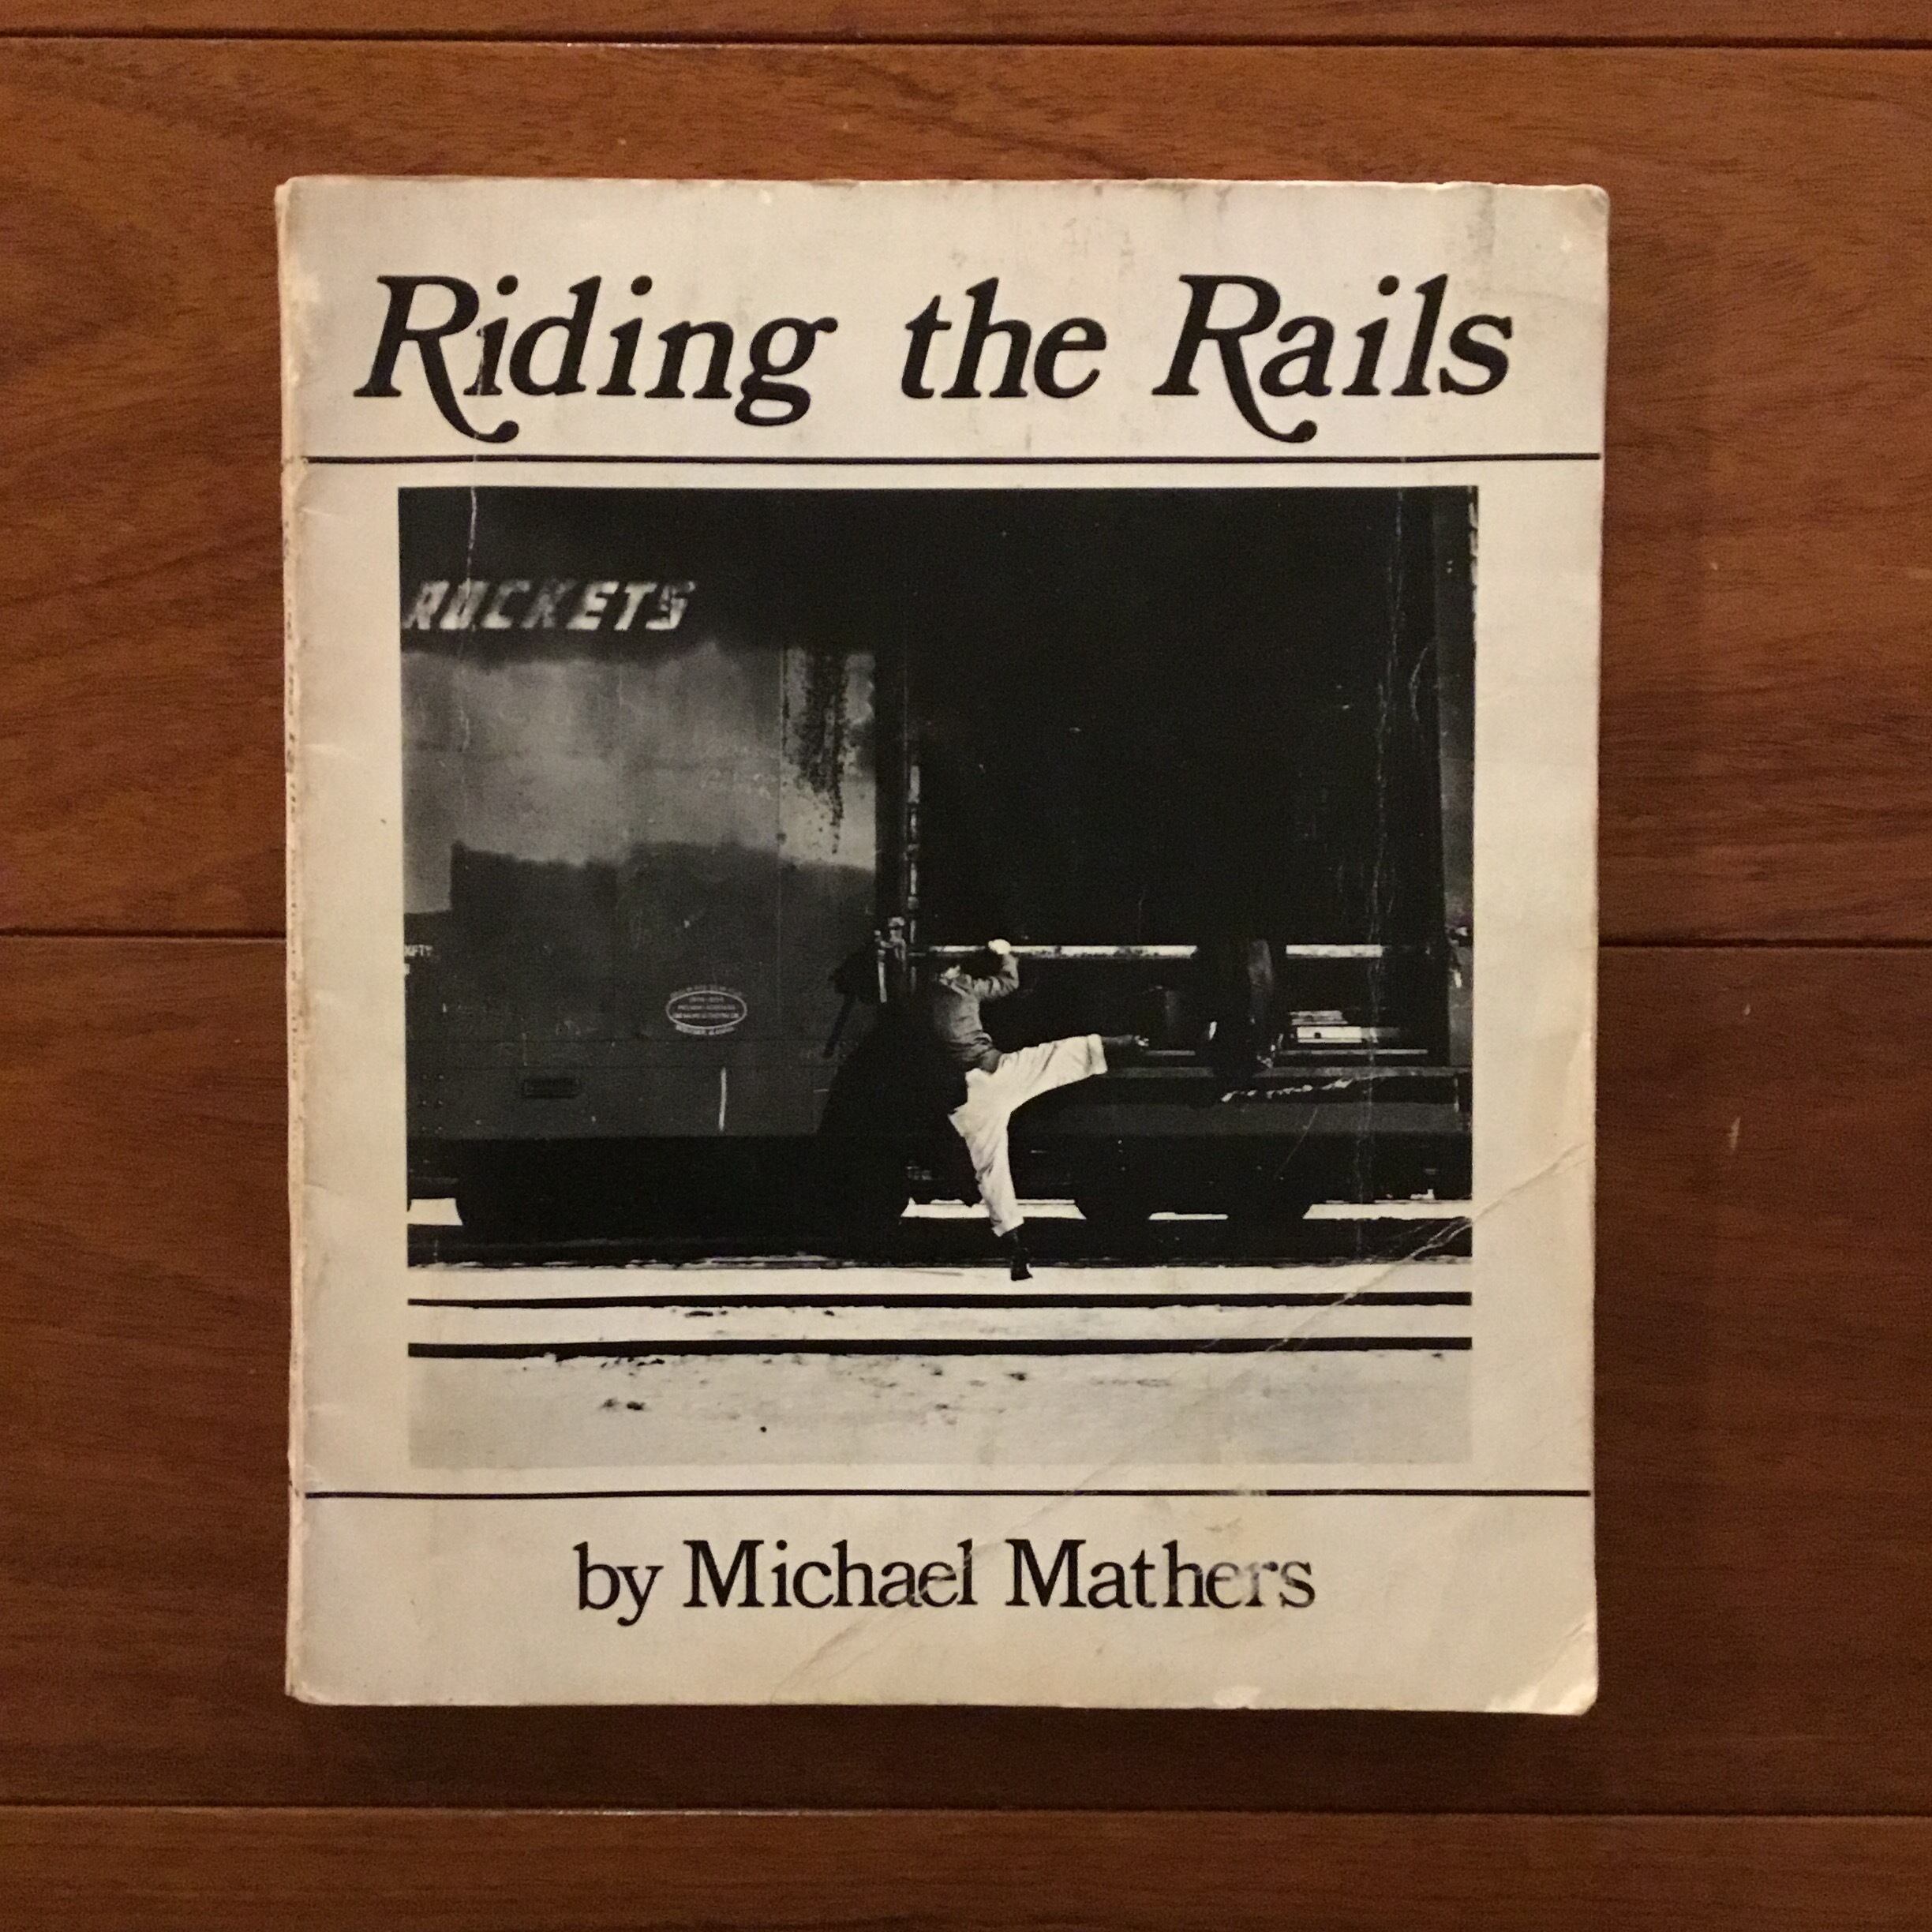 Riding the Rails
ROCKETS
by Michael Mathers